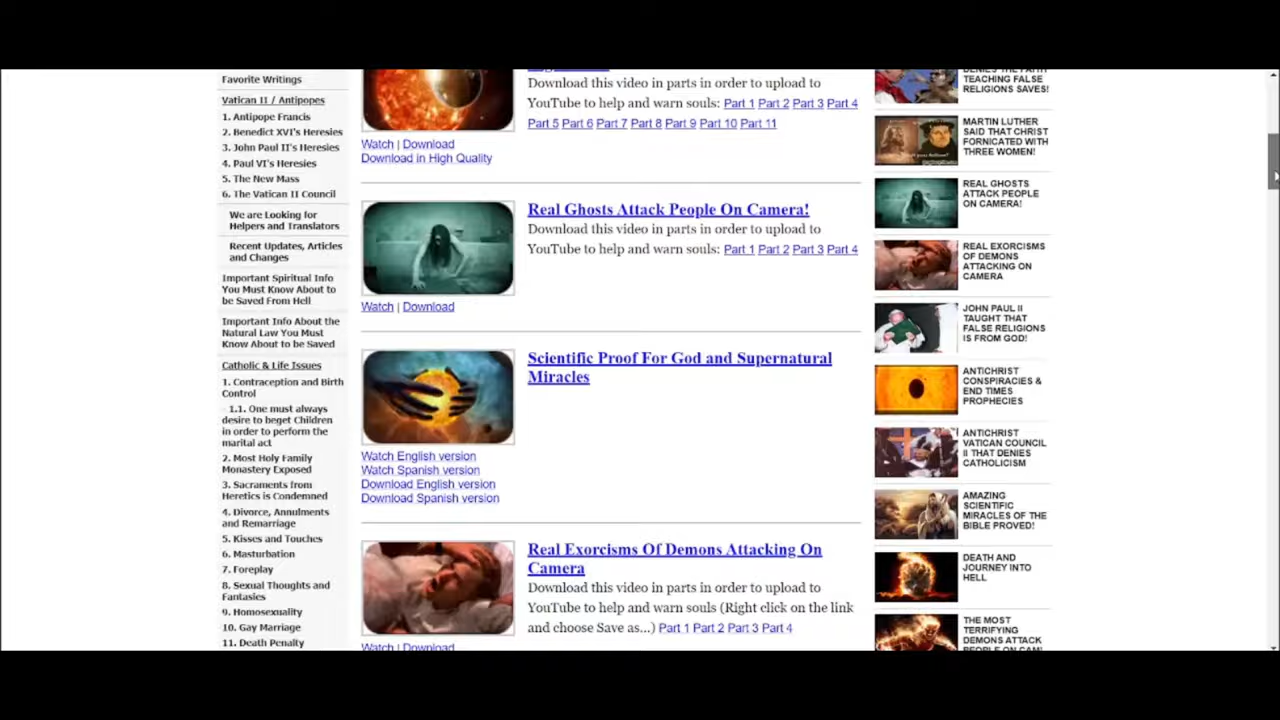 Favorite Writings
Vatican II / Antipopes
1. Antipope Francis
2. Benedict XVI's Heresies
3. John Paul II's Heresies
4. Paul VI's Heresies
5. The New Mass
6. The Vatican II Council
We are Looking for
Helpers and Translators
Recent Updates, Articles
and Changes
Important Spiritual Info
You Must Know About to
be Saved From Hell
Important Info About the
Natural Law You Must
Know About to be Saved
Catholic & Life Issues
1. Contraception and Birth
Control
- 1.1. One must always
desire to beget Children
in order to perform the
marital act
2. Most Holy Family
Monastery Exposed
3. Sacraments from
Heretics is Condemned
4. Divorce, Annulments
and Remarriage
5. Kisses and Touches
6. Masturbation
7. Foreplay
8. Sexual Thoughts and
Fantasies
9. Homosexuality
10. Gay Marriage
11. Death Penalty
Download this video in parts in order to upload to
YouTube to help and warn souls: Part 1 Part 2 Part 3 Part 4
Part 5 Part 6 Part 7 Part 8 Part 9 Part 10 Part 11
Watch | Download
Download in High Quality
Real Ghosts Attack People On Camera!
Download this video in parts in order to upload to
YouTube to help and warn souls: Part 1 Part 2 Part 3 Part 4
Watch | Download
Scientific Proof For God and Supernatural
Miracles
Watch English version
Watch Spanish version
Download English version
Download Spanish version
Real Exorcisms Of Demons Attacking On
Camera
Download this video in parts in order to upload to
YouTube to help and warn souls (Right click on the link
and choose Save as...) Part 1 Part 2 Part 3 Part 4
Watch | Download
DENIES THE FAITH
TEACHING FALSE
RELIGIONS SAVES!
MARTIN LUTHER
SAID THAT CHRIST
FORNICATED WITH
THREE WOMEN!
REAL GHOSTS
ATTACK PEOPLE
ON CAMERA!
REAL EXORCISMS
OF DEMONS
ATTACKING ON
CAMERA
JOHN PAUL II
TAUGHT THAT
FALSE RELIGIONS
IS FROM GOD!
ANTICHRIST
CONSPIRACIES &
END TIMES
PROPHECIES
ANTICHRIST
VATICAN COUNCIL
II THAT DENIES
CATHOLICISM
AMAZING
SCIENTIFIC
MIRACLES OF THE
BIBLE PROVED!
DEATH AND
JOURNEY INTO
HELL
THE MOST
TERRIFYING
DEMONS ATTACK
PEOPLE ON CAM!